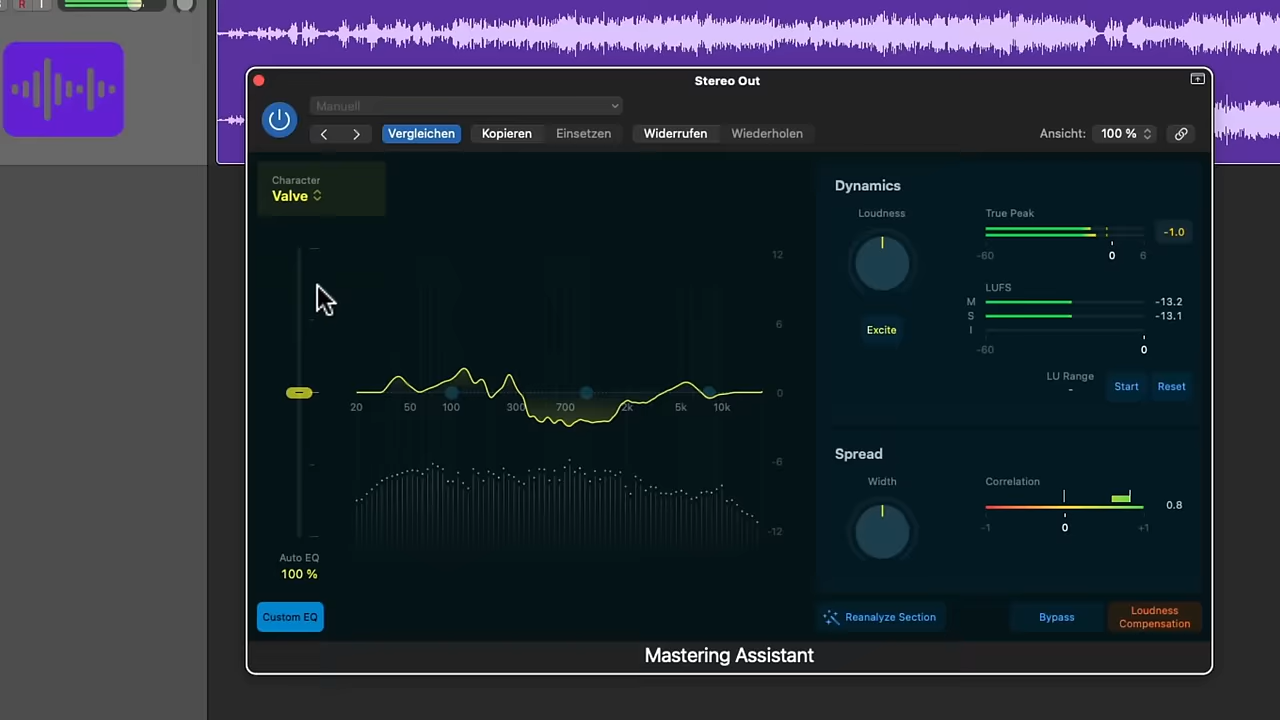 R I
Stereo Out
Manuell
Vergleichen Kopieren Einsetzen Widerrufen Wiederholen Ansicht: 100 %
Character
Valve
12
6
0
-6
-12
20 50 100 300 700 2k 5k 10k
Auto EQ
100 %
Custom EQ
Dynamics
Loudness
Excite
True Peak
-1.0
-60 0 6
LUFS
M -13.2
S -13.1
I
-60 0
LU Range
- Start Reset
Spread
Width
Correlation
0.8
-1 0 +1
Reanalyze Section Bypass Loudness
Compensation
Mastering Assistant